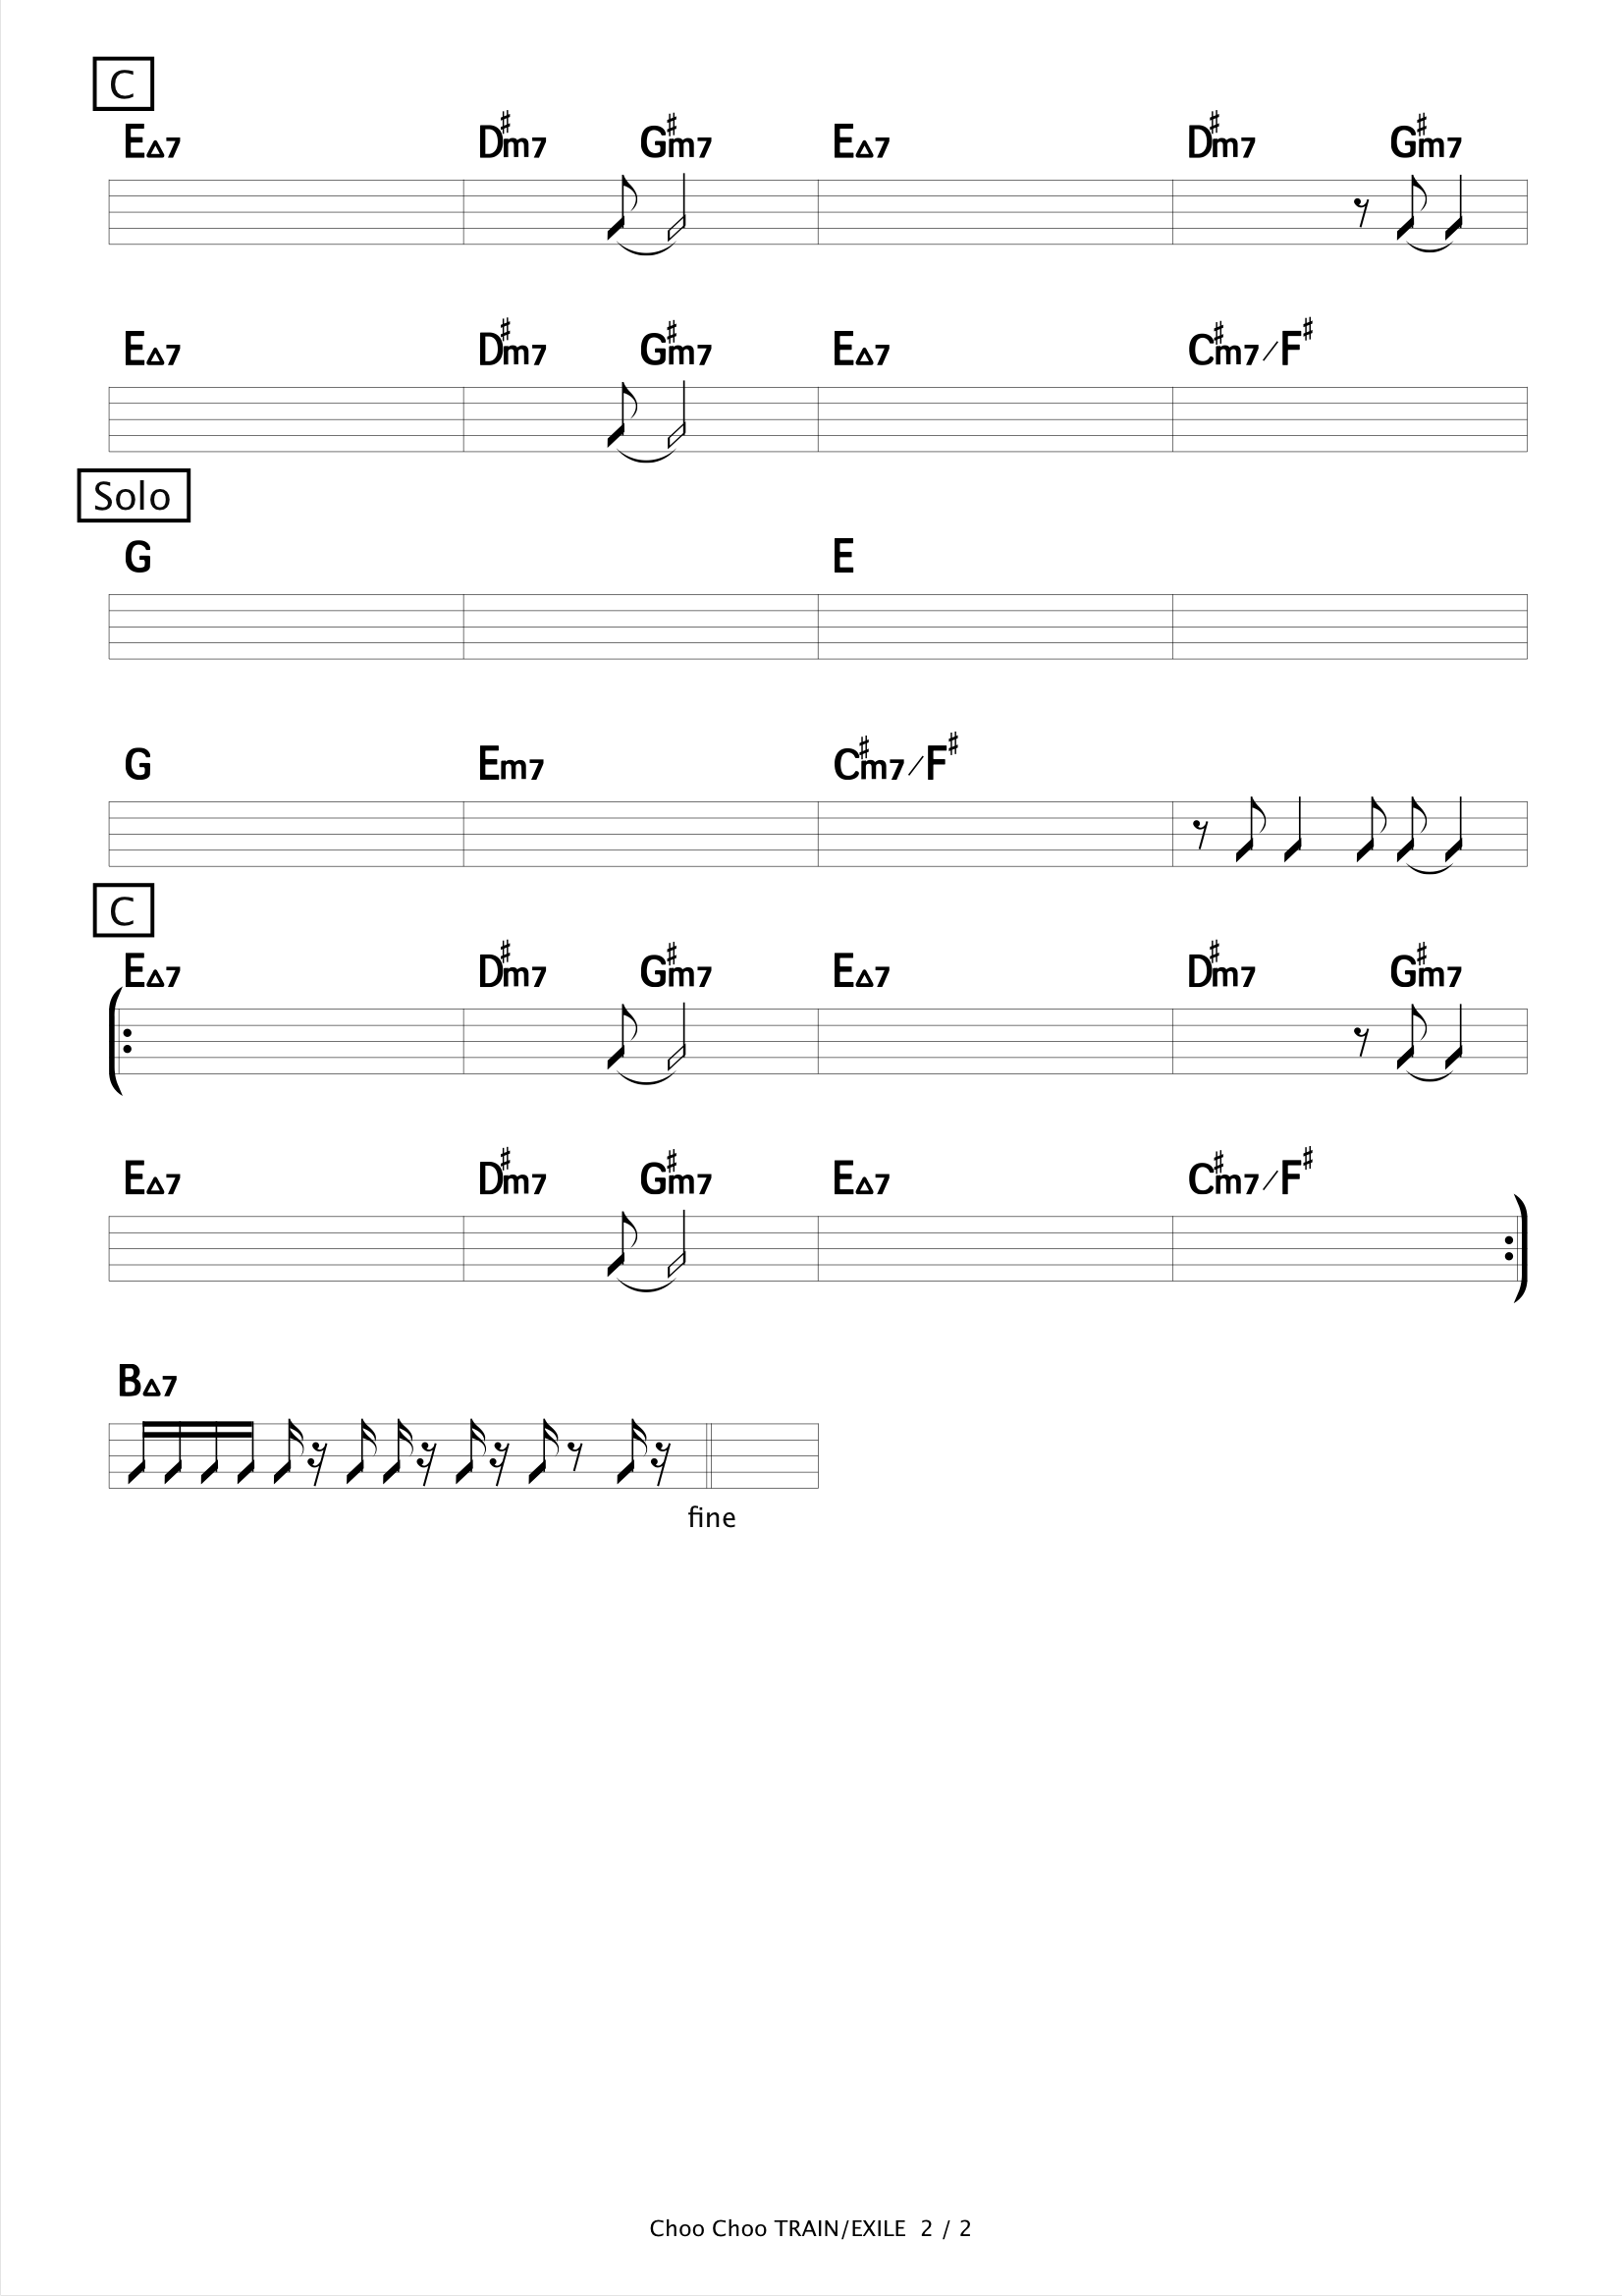 C
E△7 D♯m7 G♯m7 E△7 D♯m7 G♯m7
E△7 D♯m7 G♯m7 E△7 C♯m7/F♯
Solo
G E
G Em7 C♯m7/F♯
C
E△7 D♯m7 G♯m7 E△7 D♯m7 G♯m7
E△7 D♯m7 G♯m7 E△7 C♯m7/F♯
B△7
fine
Choo Choo TRAIN/EXILE 2 / 2